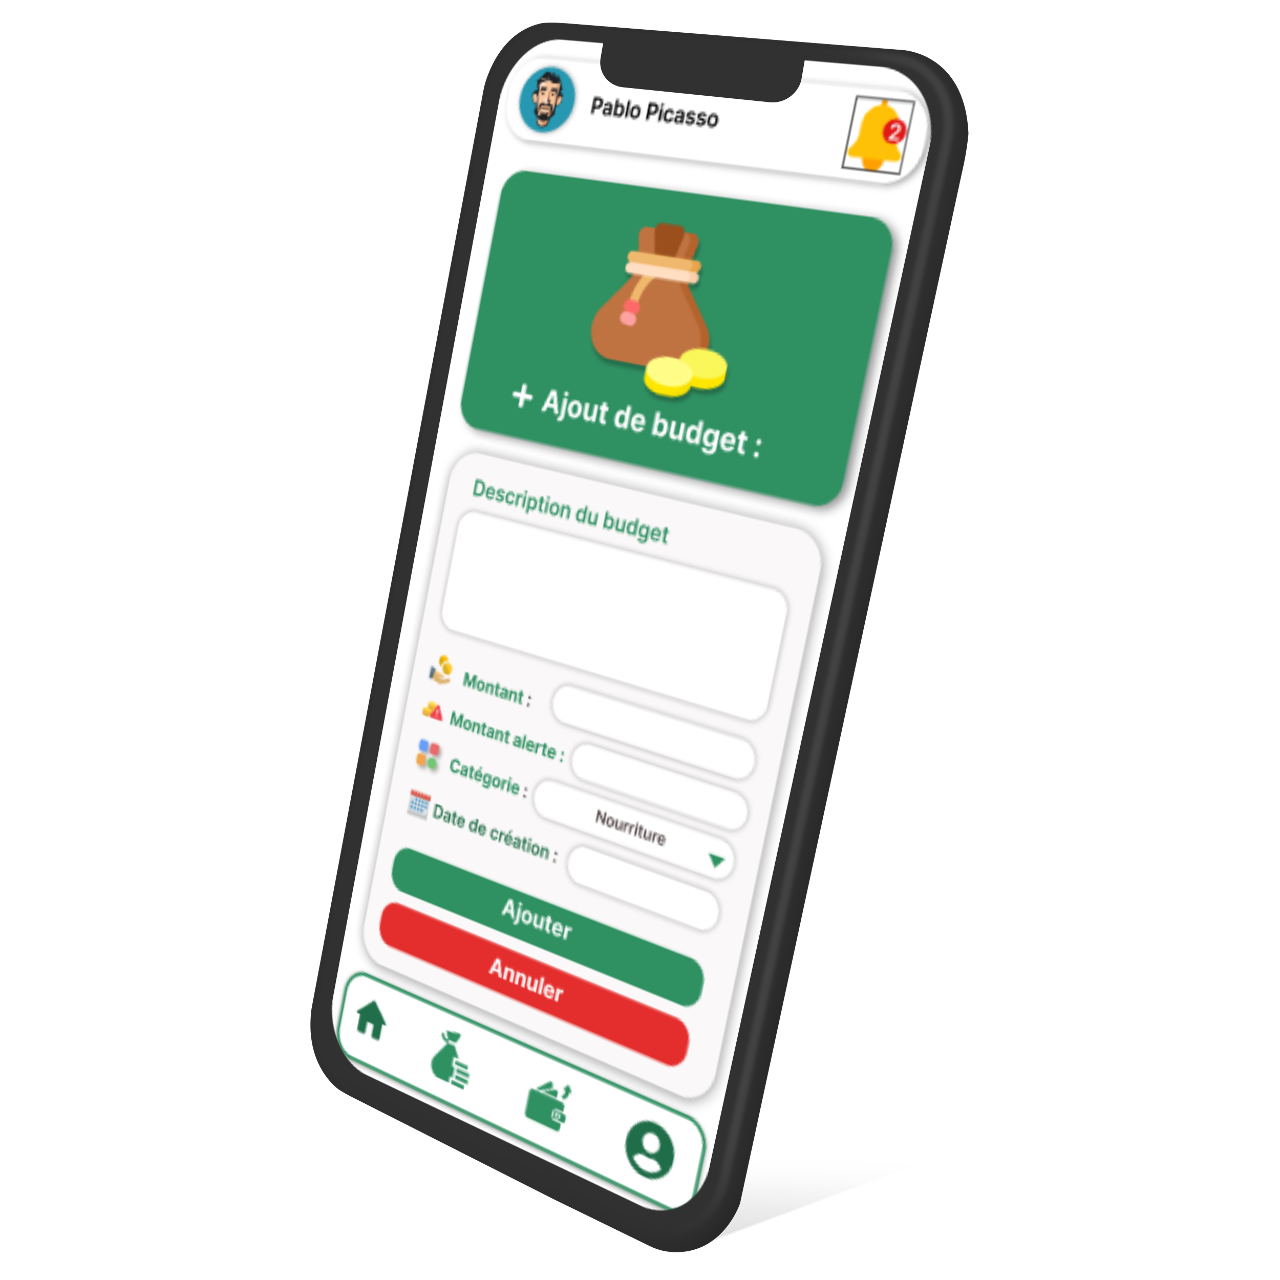 Pablo Picasso
2
+ Ajout de budget :
Description du budget
Montant :
Montant alerte :
Catégorie :
Nourriture
Date de création :
Ajouter
Annuler